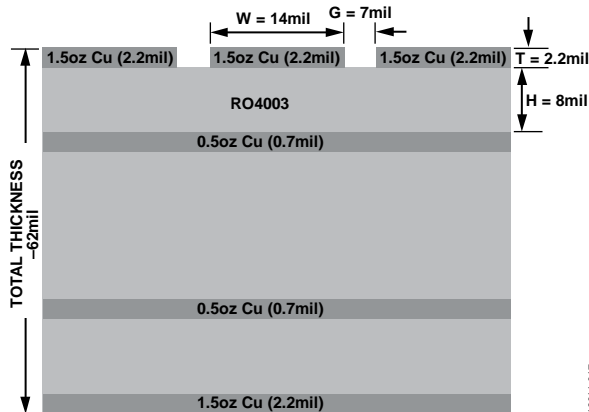 W = 14mil
G = 7mil
1.5oz Cu (2.2mil)
1.5oz Cu (2.2mil)
1.5oz Cu (2.2mil)
T = 2.2mil
RO4003
H = 8mil
0.5oz Cu (0.7mil)
TOTAL THICKNESS
–62mil
0.5oz Cu (0.7mil)
1.5oz Cu (2.2mil)